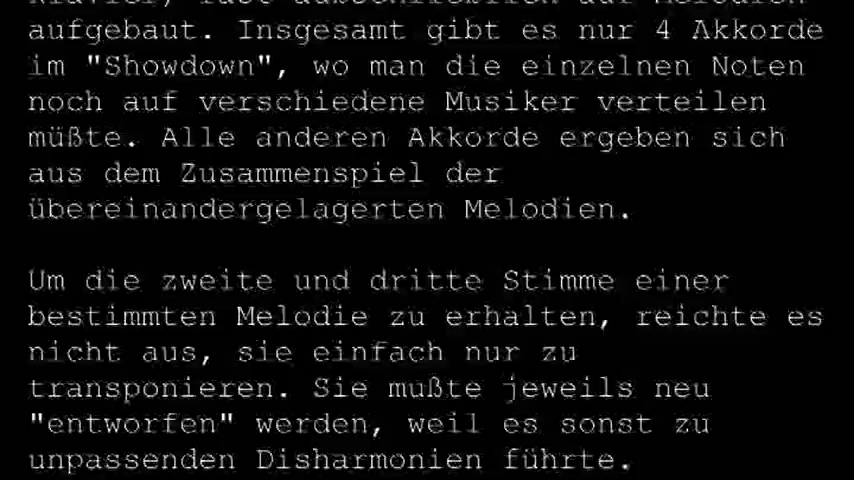 aufgebaut. Insgesamt gibt es nur 4 Akkorde
im "Showdown", wo man die einzelnen Noten
noch auf verschiedene Musiker verteilen
müßte. Alle anderen Akkorde ergeben sich
aus dem Zusammenspiel der
übereinandergelagerten Melodien.
Um die zweite und dritte Stimme einer
bestimmten Melodie zu erhalten, reichte es
nicht aus, sie einfach nur zu
transponieren. Sie mußte jeweils neu
"entworfen" werden, weil es sonst zu
unpassenden Disharmonien führte.